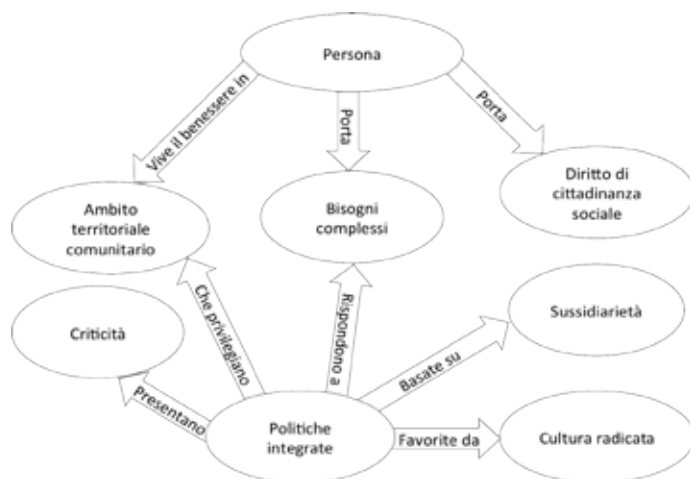 Persona
Vive il benessere in
Porta
Porta
Ambito
territoriale
comunitario
Bisogni
complessi
Diritto di
cittadinanza
sociale
Criticità
Che privilegiano
Rispondono a
Sussidiarietà
Basate su
Presentano
Politiche
integrate
Favorite da
Cultura radicata